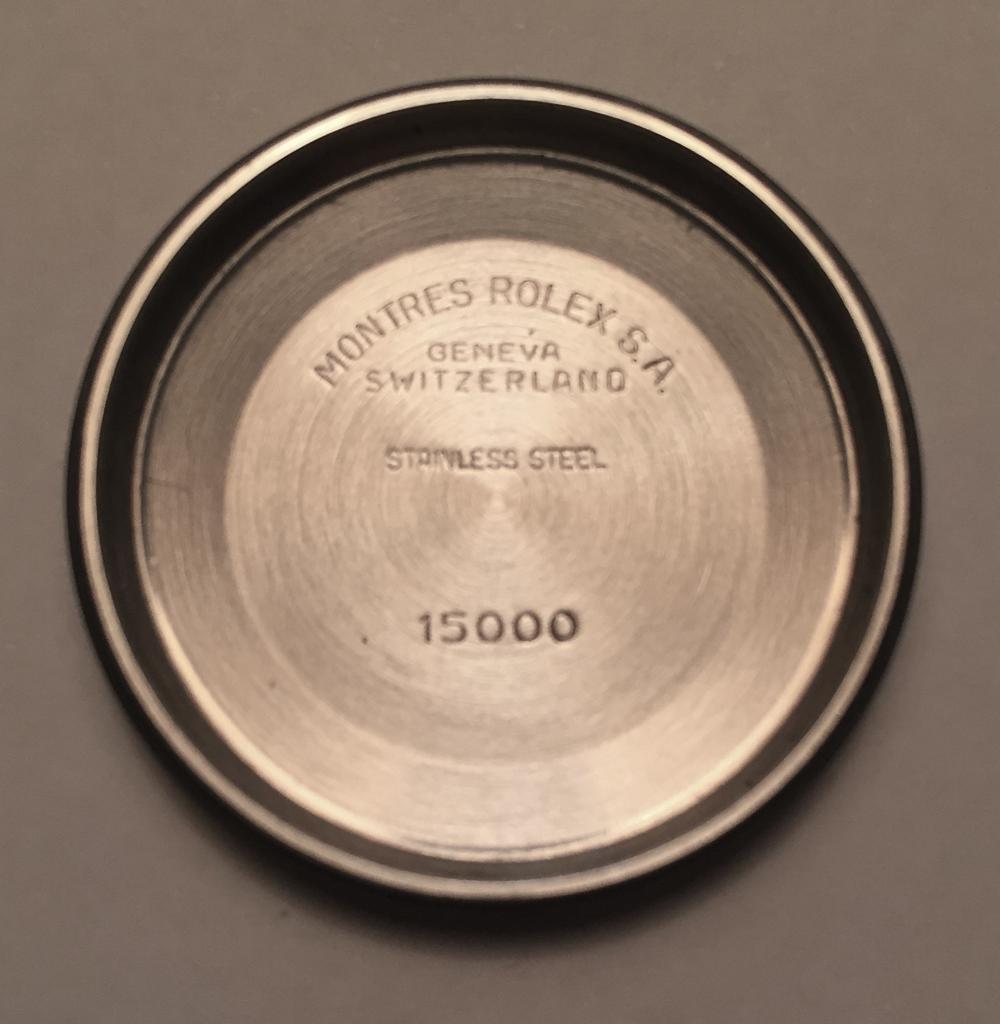 MONTRES ROLEX S.A.
GENEVA
SWITZERLAND
STAINLESS STEEL
15000